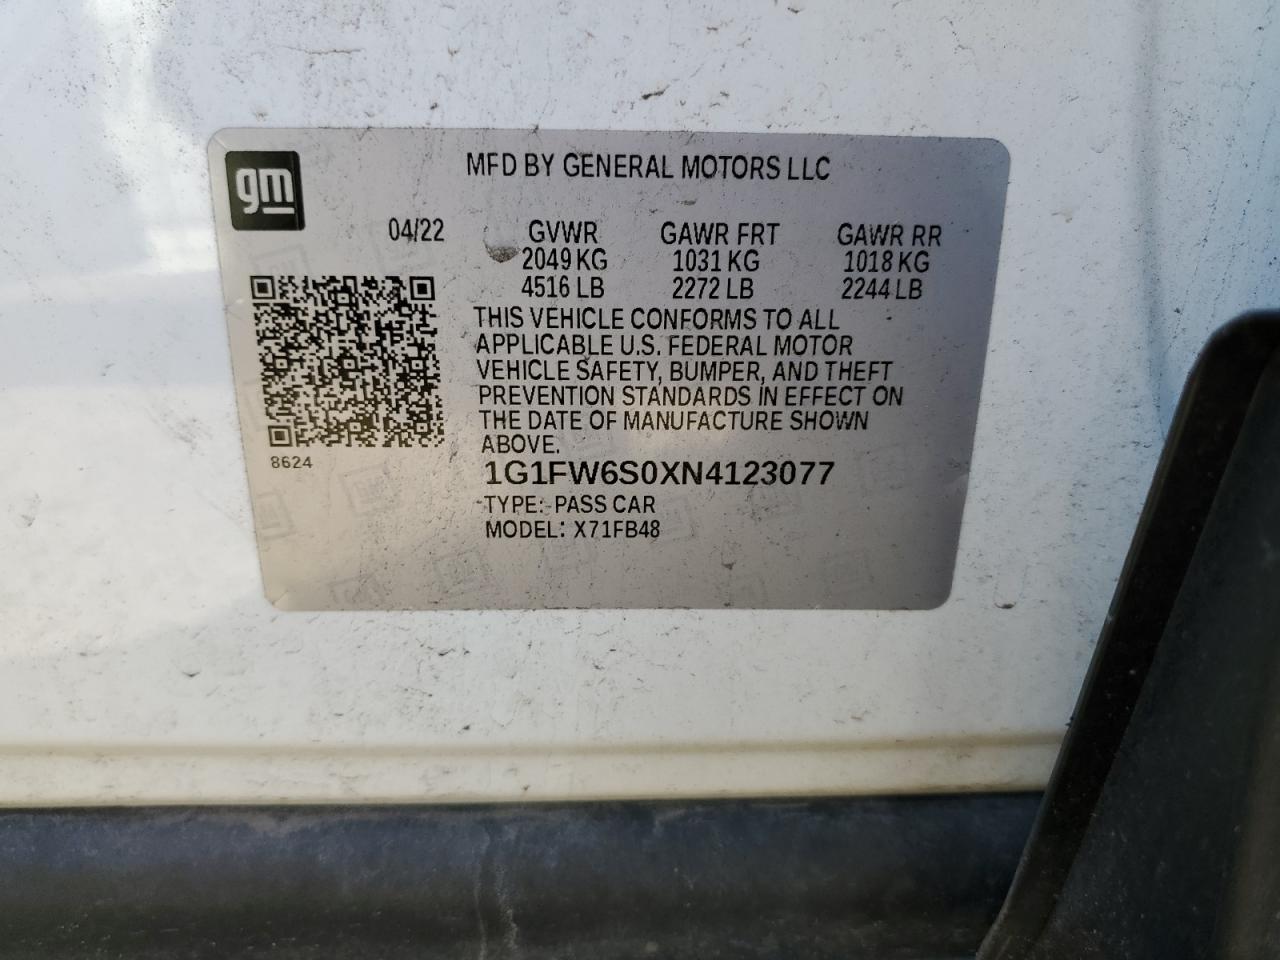 gm
MFD BY GENERAL MOTORS LLC
04/22 GVWR GAWR FRT GAWR RR
2049 KG 1031 KG 1018 KG
4516 LB 2272 LB 2244 LB
THIS VEHICLE CONFORMS TO ALL
APPLICABLE U.S. FEDERAL MOTOR
VEHICLE SAFETY, BUMPER, AND THEFT
PREVENTION STANDARDS IN EFFECT ON
THE DATE OF MANUFACTURE SHOWN
ABOVE.
8624
1G1FW6S0XN4123077
TYPE: PASS CAR
MODEL: X71FB48